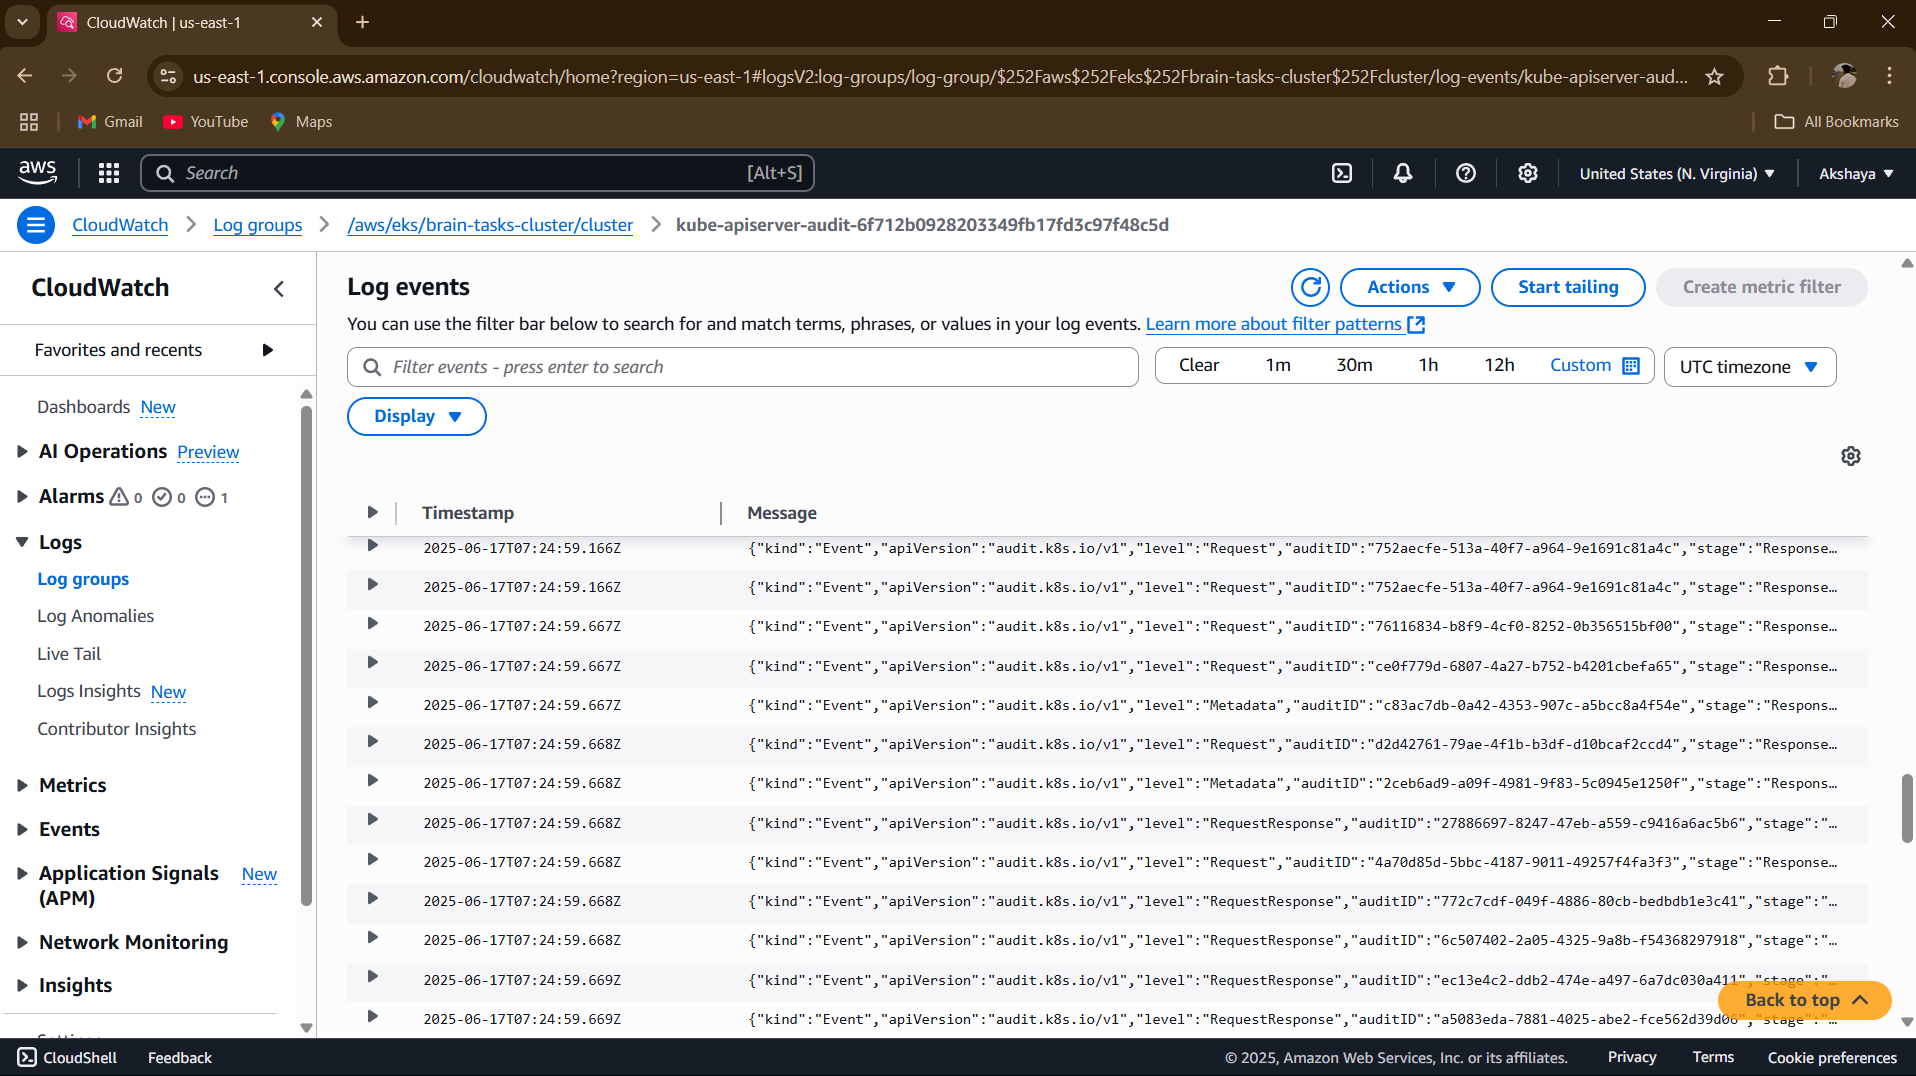 CloudWatch | us-east-1
us-east-1.console.aws.amazon.com/cloudwatch/home?region=us-east-1#logsV2:log-groups/log-group/$252Faws$252Feks$252Fbrain-tasks-cluster$252Fcluster/log-events/kube-apiserver-aud...
Gmail YouTube Maps All Bookmarks
aws Search [Alt+S] United States (N. Virginia) Akshaya
CloudWatch Log groups /aws/eks/brain-tasks-cluster/cluster kube-apiserver-audit-6f712b0928203349fb17fd3c97f48c5d
CloudWatch
Favorites and recents
Dashboards New
AI Operations Preview
Alarms 0 0 1
Logs
Log groups
Log Anomalies
Live Tail
Logs Insights New
Contributor Insights
Metrics
Events
Application Signals (APM) New
Network Monitoring
Insights
Log events
Actions Start tailing Create metric filter
You can use the filter bar below to search for and match terms, phrases, or values in your log events. Learn more about filter patterns
Filter events - press enter to search Clear 1m 30m 1h 12h Custom UTC timezone
Display
Timestamp Message
2025-06-17T07:24:59.166Z {"kind":"Event","apiVersion":"audit.k8s.io/v1","level":"Request","auditID":"752aecfe-513a-40f7-a964-9e1691c81a4c","stage":"Response…
2025-06-17T07:24:59.166Z {"kind":"Event","apiVersion":"audit.k8s.io/v1","level":"Request","auditID":"752aecfe-513a-40f7-a964-9e1691c81a4c","stage":"Response…
2025-06-17T07:24:59.667Z {"kind":"Event","apiVersion":"audit.k8s.io/v1","level":"Request","auditID":"76116834-b8f9-4cf0-8252-0b356515bf00","stage":"Response…
2025-06-17T07:24:59.667Z {"kind":"Event","apiVersion":"audit.k8s.io/v1","level":"Request","auditID":"ce0f779d-6807-4a27-b752-b4201cbefa65","stage":"Response…
2025-06-17T07:24:59.667Z {"kind":"Event","apiVersion":"audit.k8s.io/v1","level":"Metadata","auditID":"c83ac7db-0a42-4353-907c-a5bcc8a4f54e","stage":"Respons…
2025-06-17T07:24:59.668Z {"kind":"Event","apiVersion":"audit.k8s.io/v1","level":"Request","auditID":"d2d42761-79ae-4f1b-b3df-d10bcaf2ccd4","stage":"Response…
2025-06-17T07:24:59.668Z {"kind":"Event","apiVersion":"audit.k8s.io/v1","level":"Metadata","auditID":"2ceb6ad9-a09f-4981-9f83-5c0945e1250f","stage":"Respons…
2025-06-17T07:24:59.668Z {"kind":"Event","apiVersion":"audit.k8s.io/v1","level":"RequestResponse","auditID":"27886697-8247-47eb-a559-c9416a6ac5b6","stage":"…
2025-06-17T07:24:59.668Z {"kind":"Event","apiVersion":"audit.k8s.io/v1","level":"Request","auditID":"4a70d85d-5bbc-4187-9011-49257f4fa3f3","stage":"Response…
2025-06-17T07:24:59.668Z {"kind":"Event","apiVersion":"audit.k8s.io/v1","level":"RequestResponse","auditID":"772c7cdf-049f-4886-80cb-bedbdb1e3c41","stage":"…
2025-06-17T07:24:59.668Z {"kind":"Event","apiVersion":"audit.k8s.io/v1","level":"RequestResponse","auditID":"6c507402-2a05-4325-9a8b-f54368297918","stage":"…
2025-06-17T07:24:59.669Z {"kind":"Event","apiVersion":"audit.k8s.io/v1","level":"RequestResponse","auditID":"ec13e4c2-ddb2-474e-a497-6a7dc030a411","stage":"…
2025-06-17T07:24:59.669Z {"kind":"Event","apiVersion":"audit.k8s.io/v1","level":"RequestResponse","auditID":"a5083eda-7881-4025-abe2-fce562d39d06","stage":"…
Back to top
CloudShell Feedback © 2025, Amazon Web Services, Inc. or its affiliates. Privacy Terms Cookie preferences